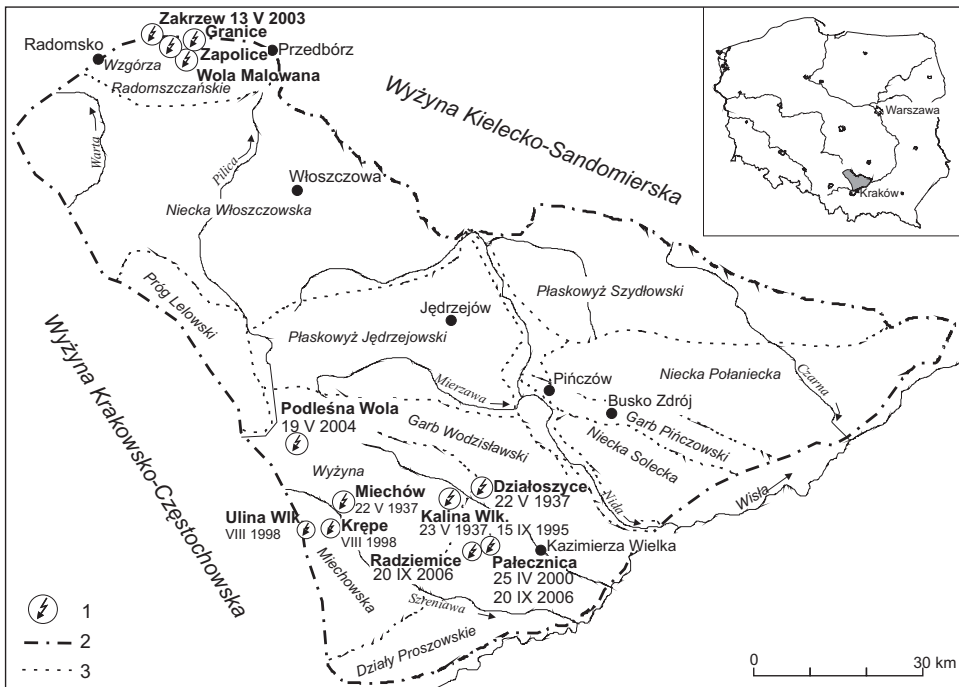 Zakrzew 13 V 2003
Granice
Radomsko
Przedbórz
Wzgórza
Zapolice
Wola Malowana
Radomszczańskie
Warta
Pilica
Wyżyna Kielecko-Sandomierska
Warszawa
Kraków
Włoszczowa
Niecka Włoszczowska
Próg Lelowski
Płaskowyż Szydłowski
Jędrzejów
Płaskowyż Jędrzejowski
Wyżyna Krakowsko-Częstochowska
Mierzawa
Pińczów
Niecka Połaniecka
Czarna
Busko Zdrój
Podleśna Wola
19 V 2004
Garb Wodzisławski
Garb Pińczowski
Niecka Solecka
Wyżyna
Miechowska
Działoszyce
22 V 1937
Miechów
22 V 1937
Nida
Wisła
Ulina Wlk.
VIII 1998
Krępe
VIII 1998
Kalina Wlk.
23 V 1937, 15 IX 1995
Kazimierza Wielka
Radziemice
20 IX 2006
Pałecznica
25 IV 2000
20 IX 2006
Szreniawa
Działy Proszowskie
1
2
3
0 30 km